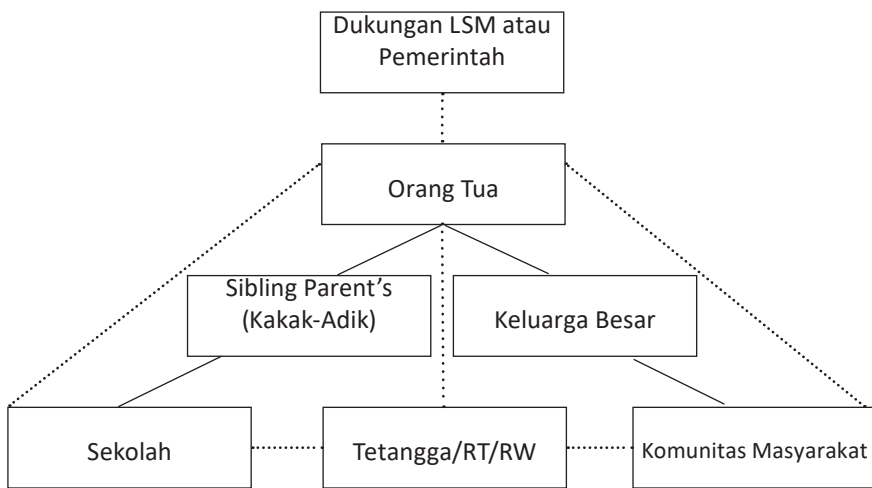 Dukungan LSM atau
Pemerintah
Orang Tua
Sibling Parent’s
(Kakak-Adik)
Keluarga Besar
Sekolah
Tetangga/RT/RW
Komunitas Masyarakat